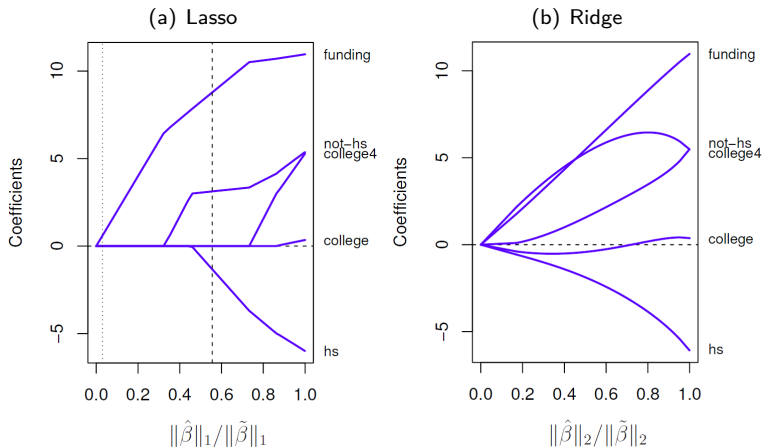 (a) Lasso
Coefficients
10
5
0
−5
0.0 0.2 0.4 0.6 0.8 1.0
funding
not−hs
college4
college
hs
‖β̂‖₁/‖β̃‖₁
(b) Ridge
Coefficients
10
5
0
−5
0.0 0.2 0.4 0.6 0.8 1.0
funding
not−hs
college4
college
hs
‖β̂‖₂/‖β̃‖₂